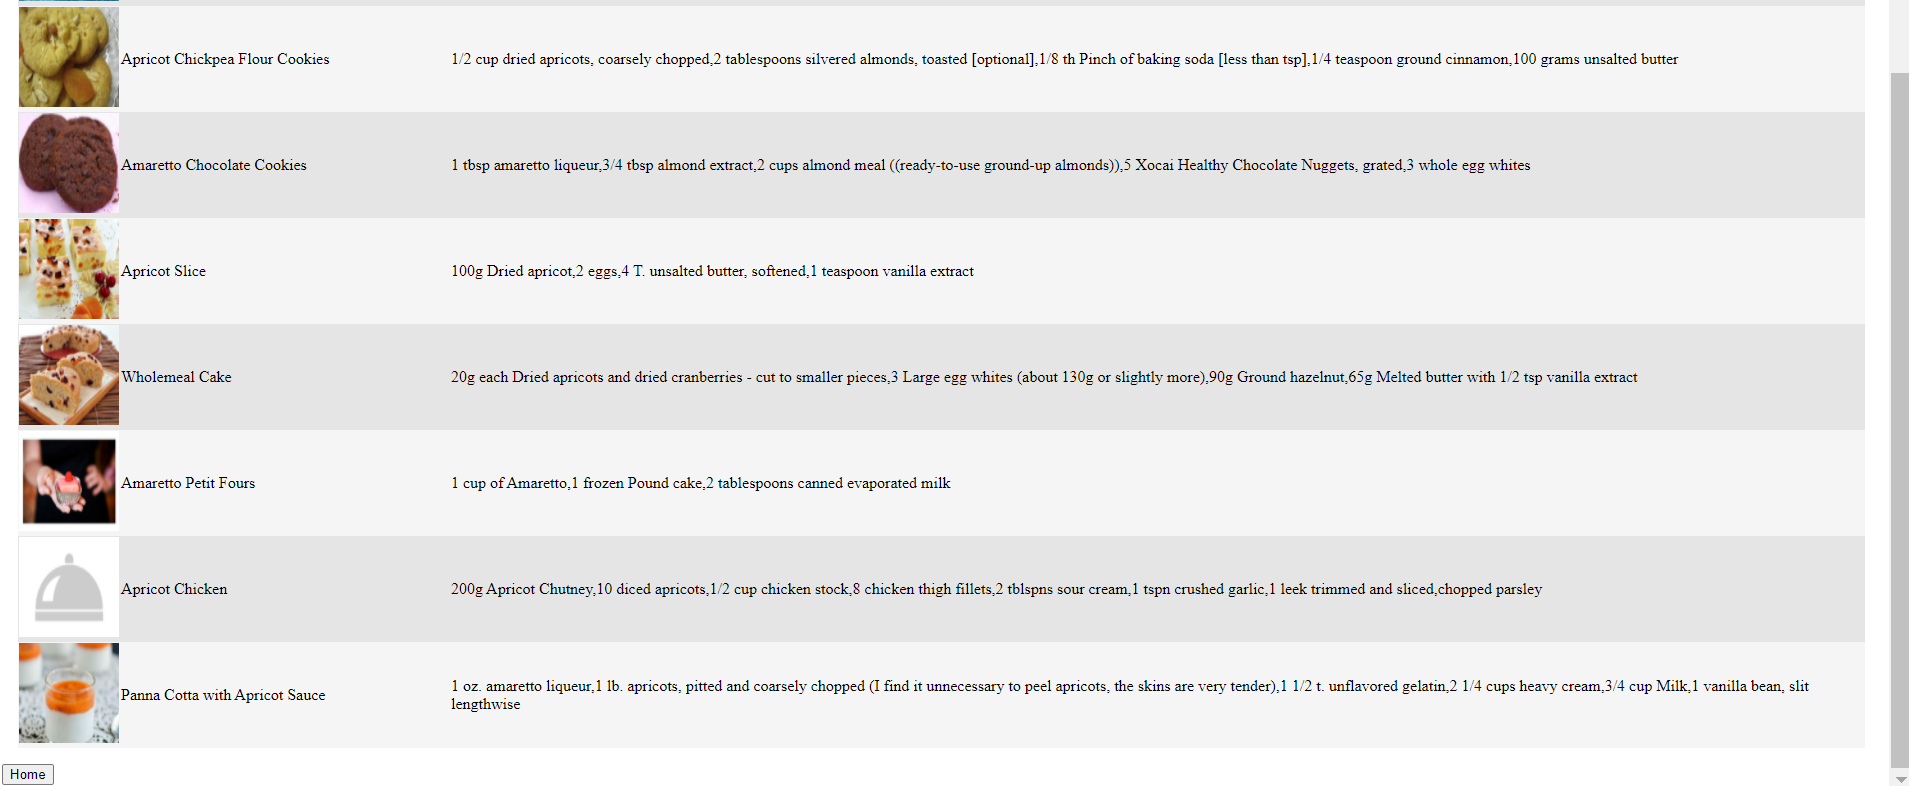 Apricot Chickpea Flour Cookies
1/2 cup dried apricots, coarsely chopped,2 tablespoons silvered almonds, toasted [optional],1/8 th Pinch of baking soda [less than tsp],1/4 teaspoon ground cinnamon,100 grams unsalted butter
Amaretto Chocolate Cookies
1 tbsp amaretto liqueur,3/4 tbsp almond extract,2 cups almond meal ((ready-to-use ground-up almonds)),5 Xocai Healthy Chocolate Nuggets, grated,3 whole egg whites
Apricot Slice
100g Dried apricot,2 eggs,4 T. unsalted butter, softened,1 teaspoon vanilla extract
Wholemeal Cake
20g each Dried apricots and dried cranberries - cut to smaller pieces,3 Large egg whites (about 130g or slightly more),90g Ground hazelnut,65g Melted butter with 1/2 tsp vanilla extract
Amaretto Petit Fours
1 cup of Amaretto,1 frozen Pound cake,2 tablespoons canned evaporated milk
Apricot Chicken
200g Apricot Chutney,10 diced apricots,1/2 cup chicken stock,8 chicken thigh fillets,2 tblspns sour cream,1 tspn crushed garlic,1 leek trimmed and sliced,chopped parsley
Panna Cotta with Apricot Sauce
1 oz. amaretto liqueur,1 lb. apricots, pitted and coarsely chopped (I find it unnecessary to peel apricots, the skins are very tender),1 1/2 t. unflavored gelatin,2 1/4 cups heavy cream,3/4 cup Milk,1 vanilla bean, slit
lengthwise
Home